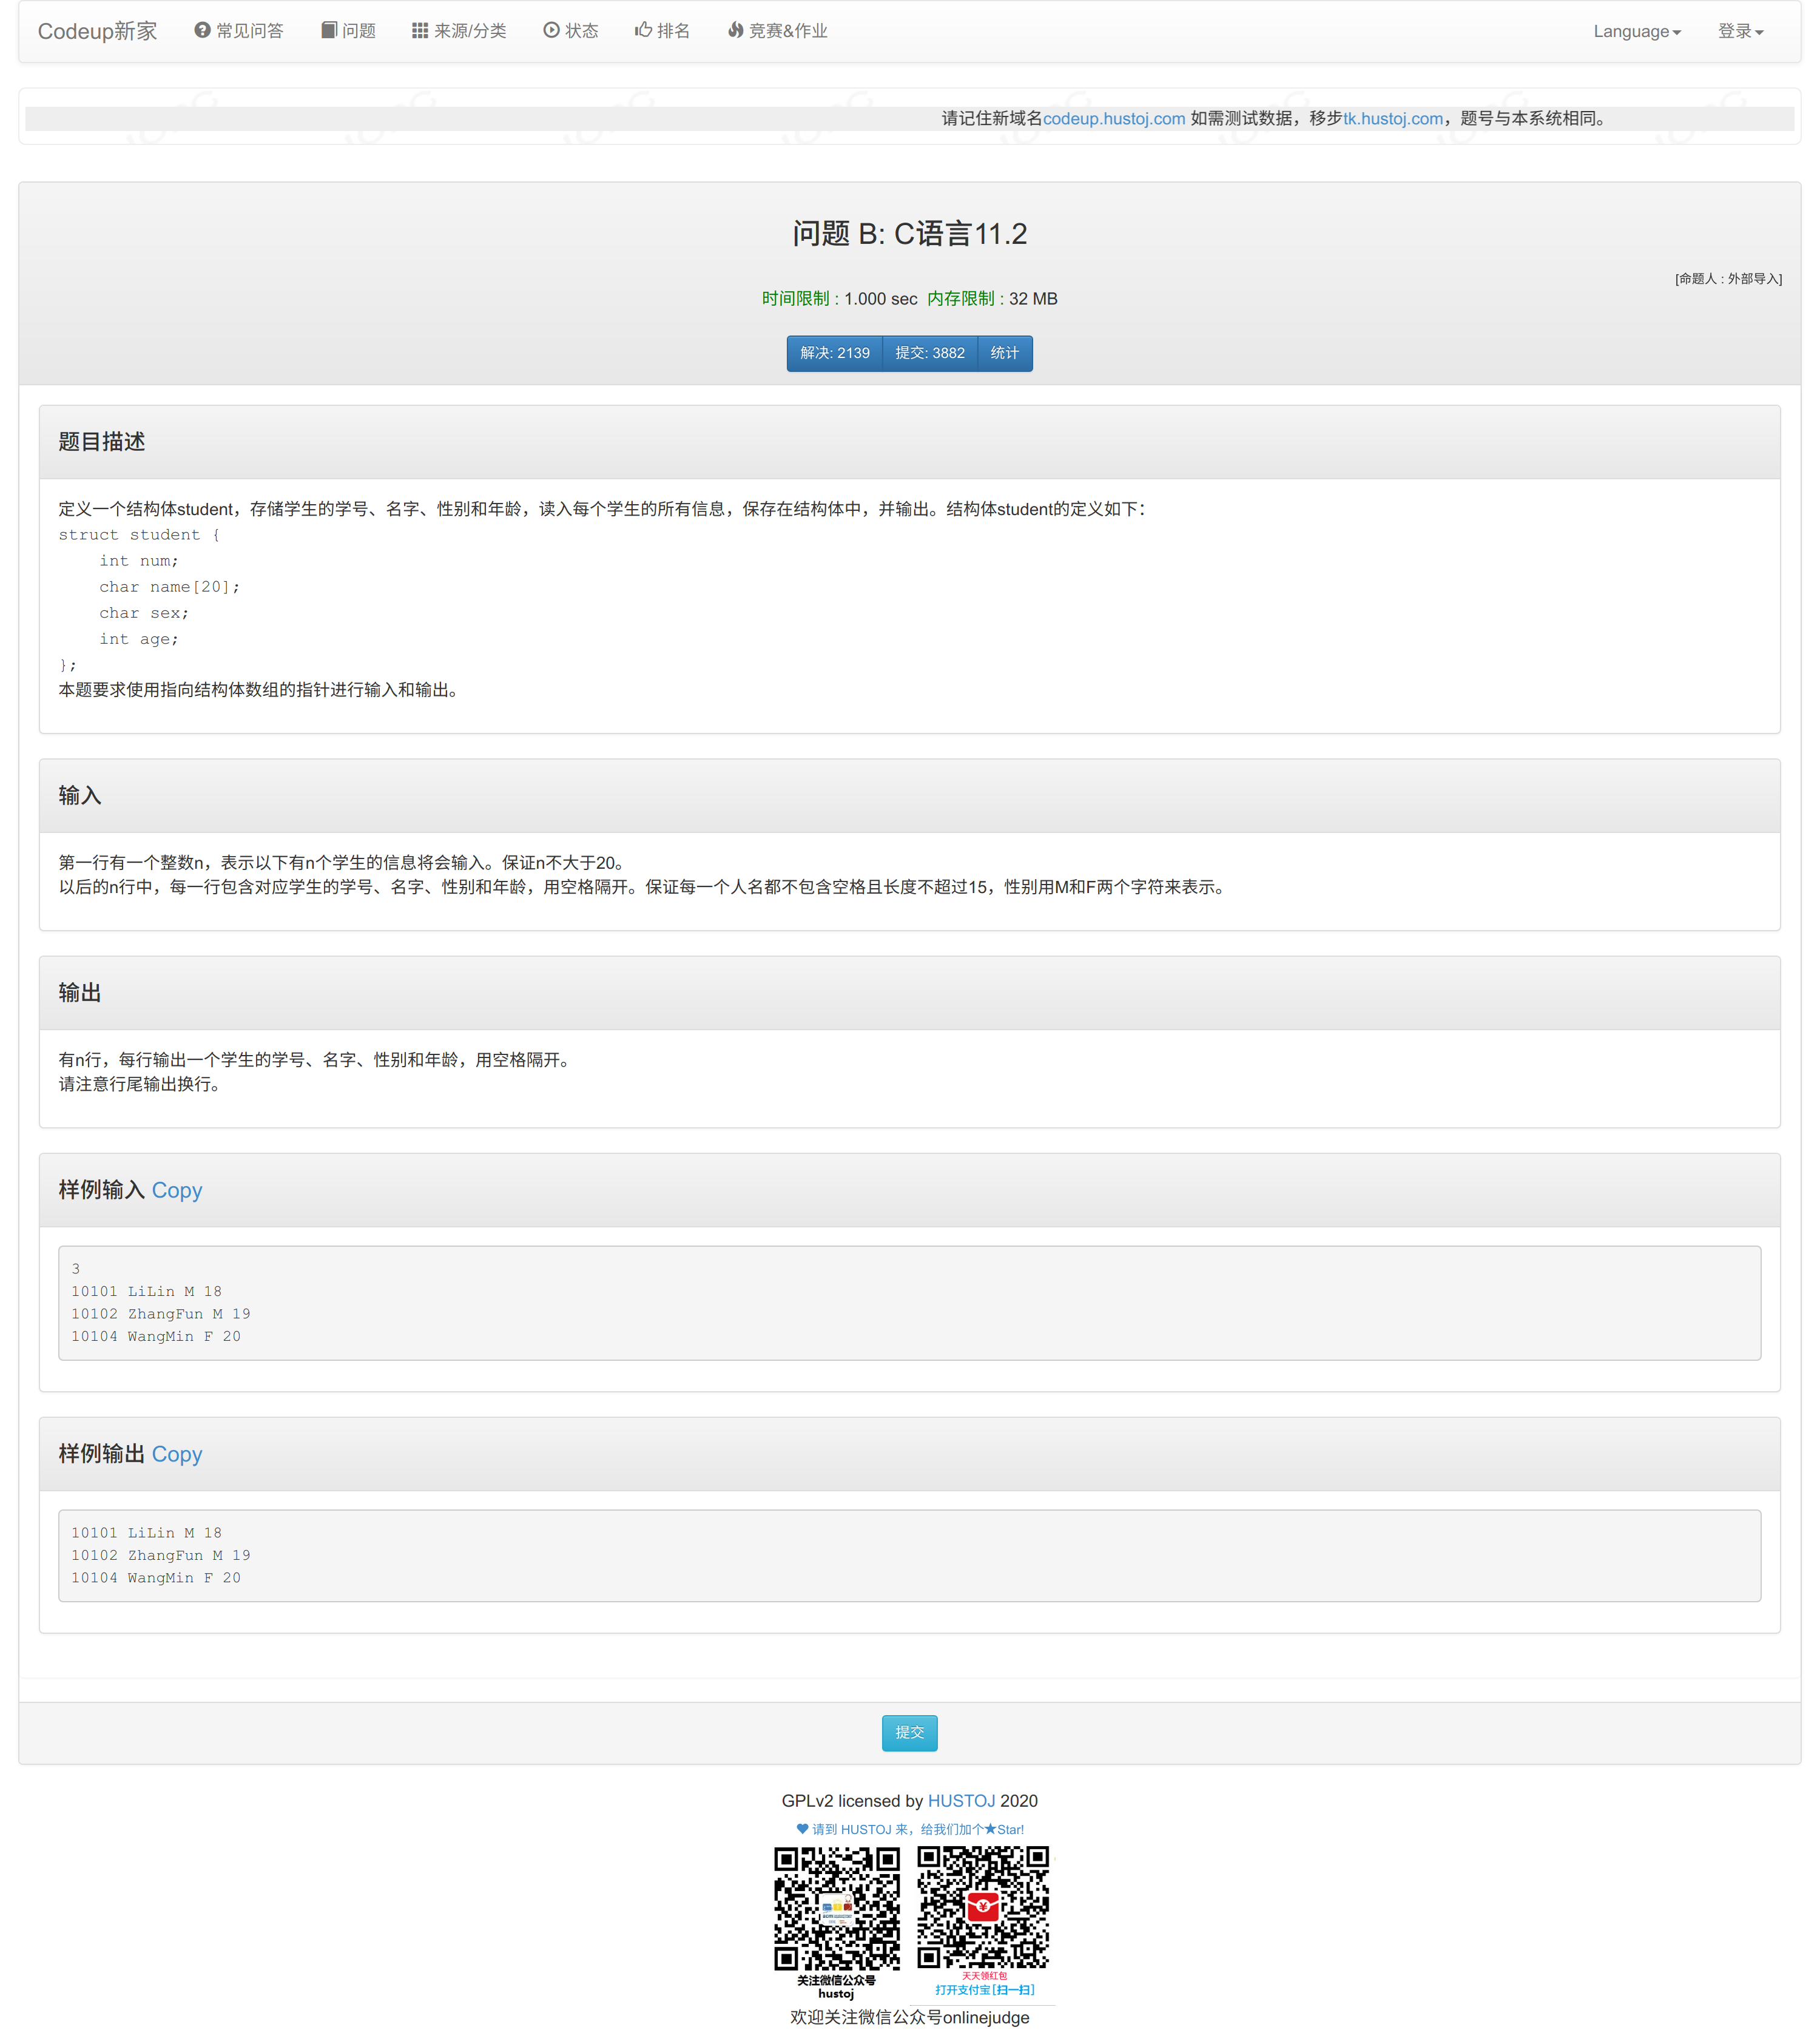 Codeup新家 常见问答 问题 来源/分类 状态 排名 竞赛&作业 Language 登录
请记住新域名codeup.hustoj.com 如需测试数据，移步tk.hustoj.com，题号与本系统相同。
问题 B: C语言11.2
[命题人 : 外部导入]
时间限制 : 1.000 sec 内存限制 : 32 MB
解决: 2139 提交: 3882 统计
题目描述
定义一个结构体student，存储学生的学号、名字、性别和年龄，读入每个学生的所有信息，保存在结构体中，并输出。结构体student的定义如下：
struct student {
    int num;
    char name[20];
    char sex;
    int age;
};
本题要求使用指向结构体数组的指针进行输入和输出。
输入
第一行有一个整数n，表示以下有n个学生的信息将会输入。保证n不大于20。
以后的n行中，每一行包含对应学生的学号、名字、性别和年龄，用空格隔开。保证每一个人名都不包含空格且长度不超过15，性别用M和F两个字符来表示。
输出
有n行，每行输出一个学生的学号、名字、性别和年龄，用空格隔开。
请注意行尾输出换行。
样例输入 Copy
3
10101 LiLin M 18
10102 ZhangFun M 19
10104 WangMin F 20
样例输出 Copy
10101 LiLin M 18
10102 ZhangFun M 19
10104 WangMin F 20
提交
GPLv2 licensed by HUSTOJ 2020
请到 HUSTOJ 来，给我们加个★Star!
关注微信公众号
hustoj
天天领红包
打开支付宝[扫一扫]
欢迎关注微信公众号onlinejudge